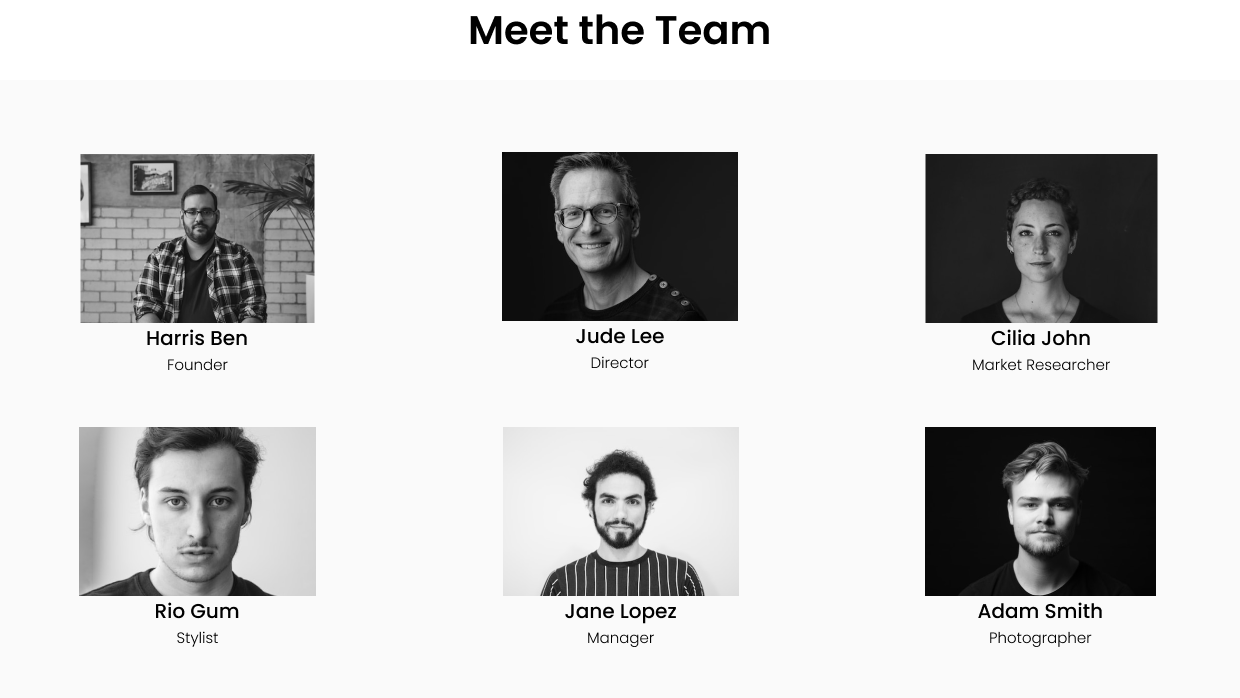 Meet the Team
Harris Ben
Founder
Jude Lee
Director
Cilia John
Market Researcher
Rio Gum
Stylist
Jane Lopez
Manager
Adam Smith
Photographer